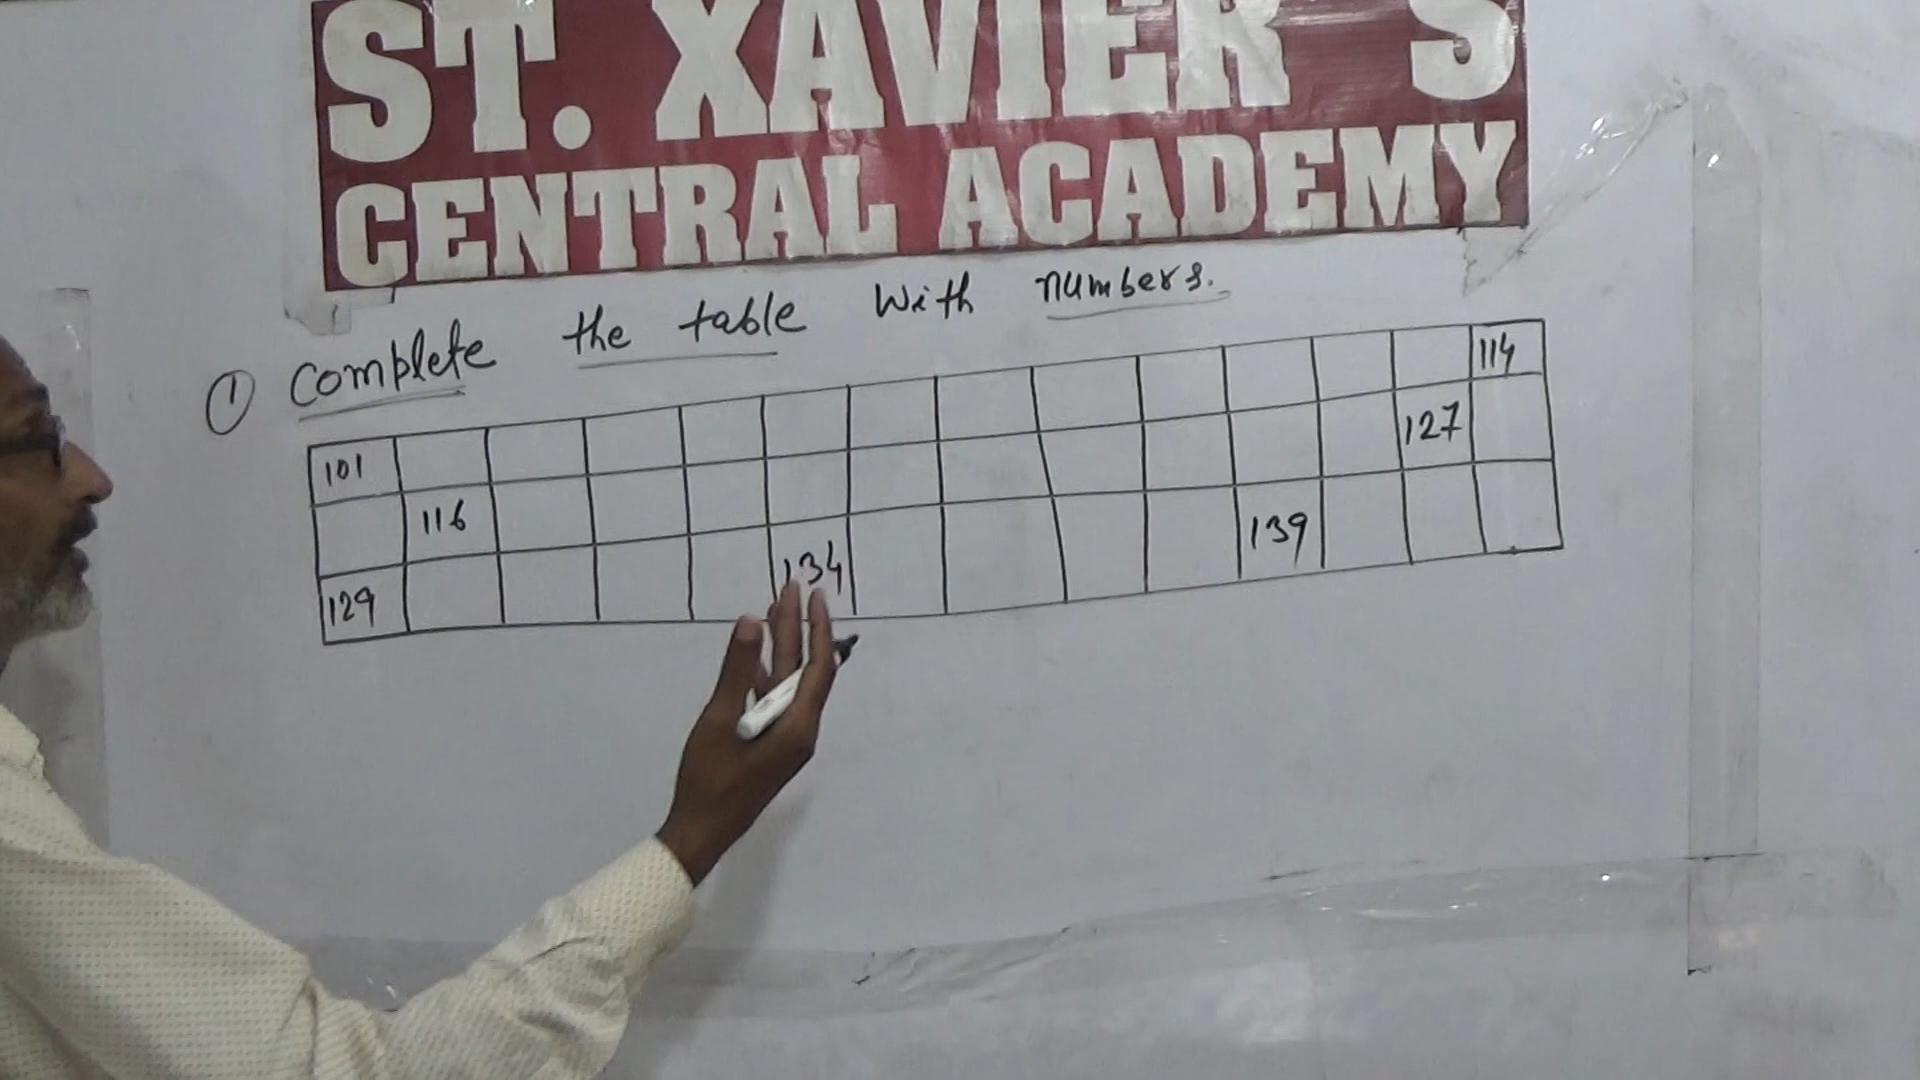 ST. XAVIER'S
CENTRAL ACADEMY
① Complete the table with numbers.
101 114
116 127
129 134 139